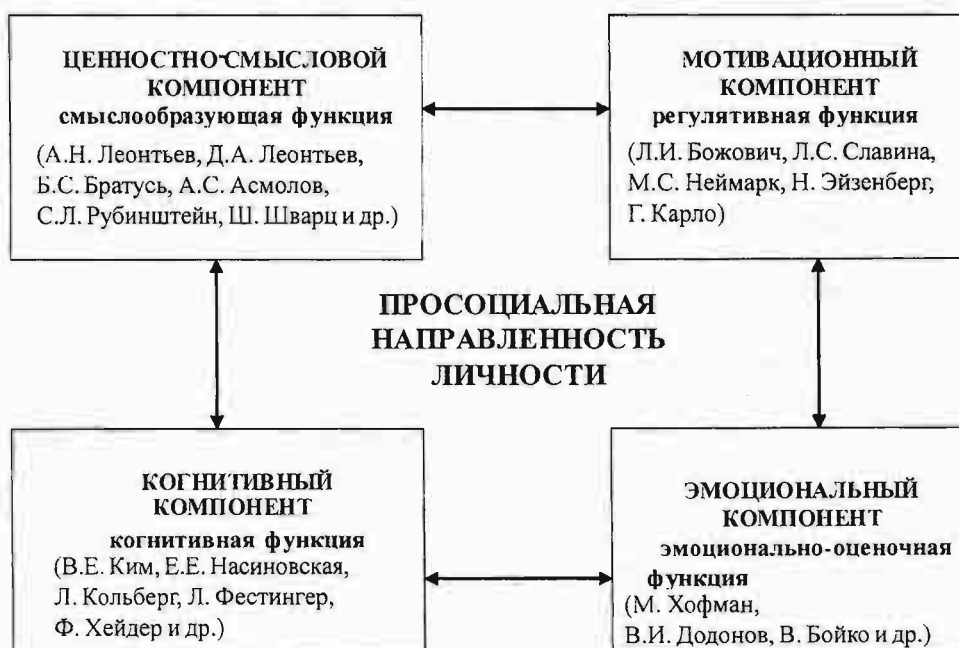 ЦЕННОСТНО-СМЫСЛОВОЙ
КОМПОНЕНТ
смыслообразующая функция
(А.Н. Леонтьев, Д.А. Леонтьев,
Б.С. Братусь, А.С. Асмолов,
С.Л. Рубинштейн, Ш. Шварц и др.)
МОТИВАЦИОННЫЙ
КОМПОНЕНТ
регулятивная функция
(Л.И. Божович, Л.С. Славина,
М.С. Неймарк, Н. Эйзенберг,
Г. Карло)
ПРОСОЦИАЛЬНАЯ
НАПРАВЛЕННОСТЬ
ЛИЧНОСТИ
КОГНИТИВНЫЙ
КОМПОНЕНТ
когнитивная функция
(В.Е. Ким, Е.Е. Насиновская,
Л. Кольберг, Л. Фестингер,
Ф. Хейдер и др.)
ЭМОЦИОНАЛЬНЫЙ
КОМПОНЕНТ
эмоционально-оценочная
функция
(М. Хофман,
В.И. Додонов, В. Бойко и др.)